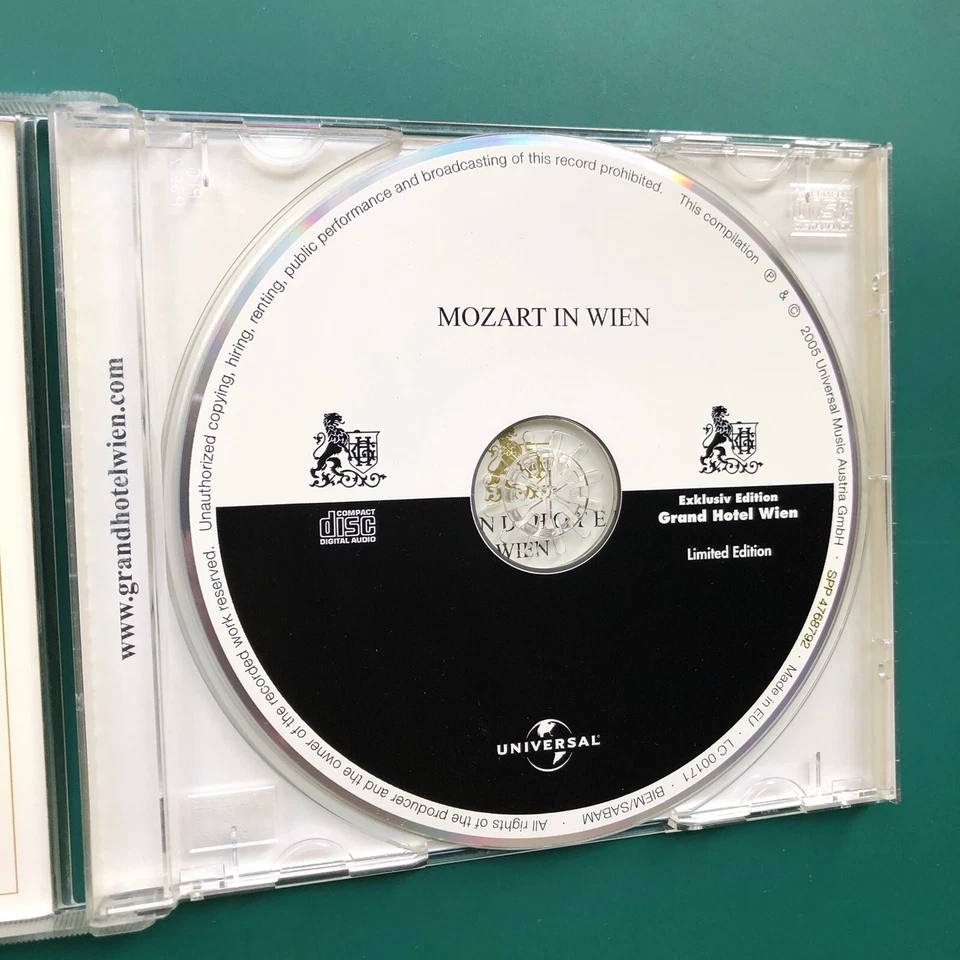 www.grandhotelwien.com
MOZART IN WIEN
COMPACT
disc
DIGITAL AUDIO
Exklusiv Edition
Grand Hotel Wien
Limited Edition
UNIVERSAL
All rights of the producer and the owner of the recorded work reserved. Unauthorized copying, hiring, renting, public performance and broadcasting of this record prohibited. This compilation ℗ & © 2005 Universal Music Austria GmbH · SPP 4768792 · Made in EU · LC 00171 · BIEM/SABAM ·
WIEN